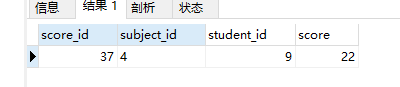 信息 结果 1 剖析 状态
score_id subject_id student_id score
37 4 9 22